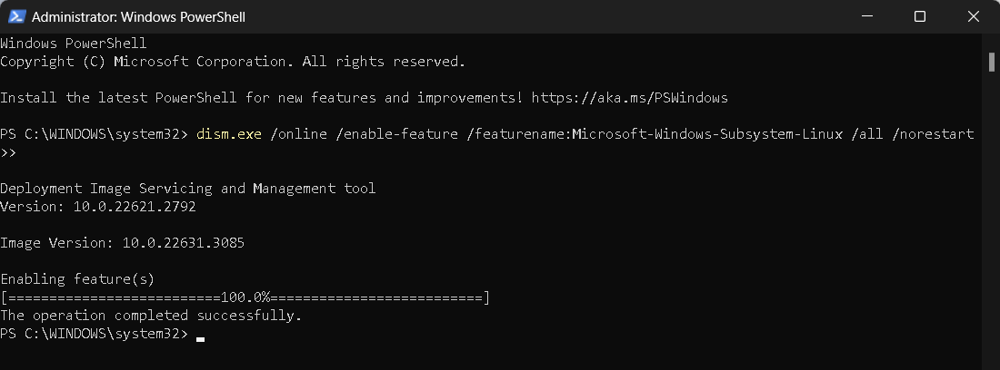 Administrator: Windows PowerShell
Windows PowerShell
Copyright (C) Microsoft Corporation. All rights reserved.
Install the latest PowerShell for new features and improvements! https://aka.ms/PSWindows
PS C:\WINDOWS\system32> dism.exe /online /enable-feature /featurename:Microsoft-Windows-Subsystem-Linux /all /norestart
>>
Deployment Image Servicing and Management tool
Version: 10.0.22621.2792
Image Version: 10.0.22631.3085
Enabling feature(s)
[==========================100.0%==========================]
The operation completed successfully.
PS C:\WINDOWS\system32>